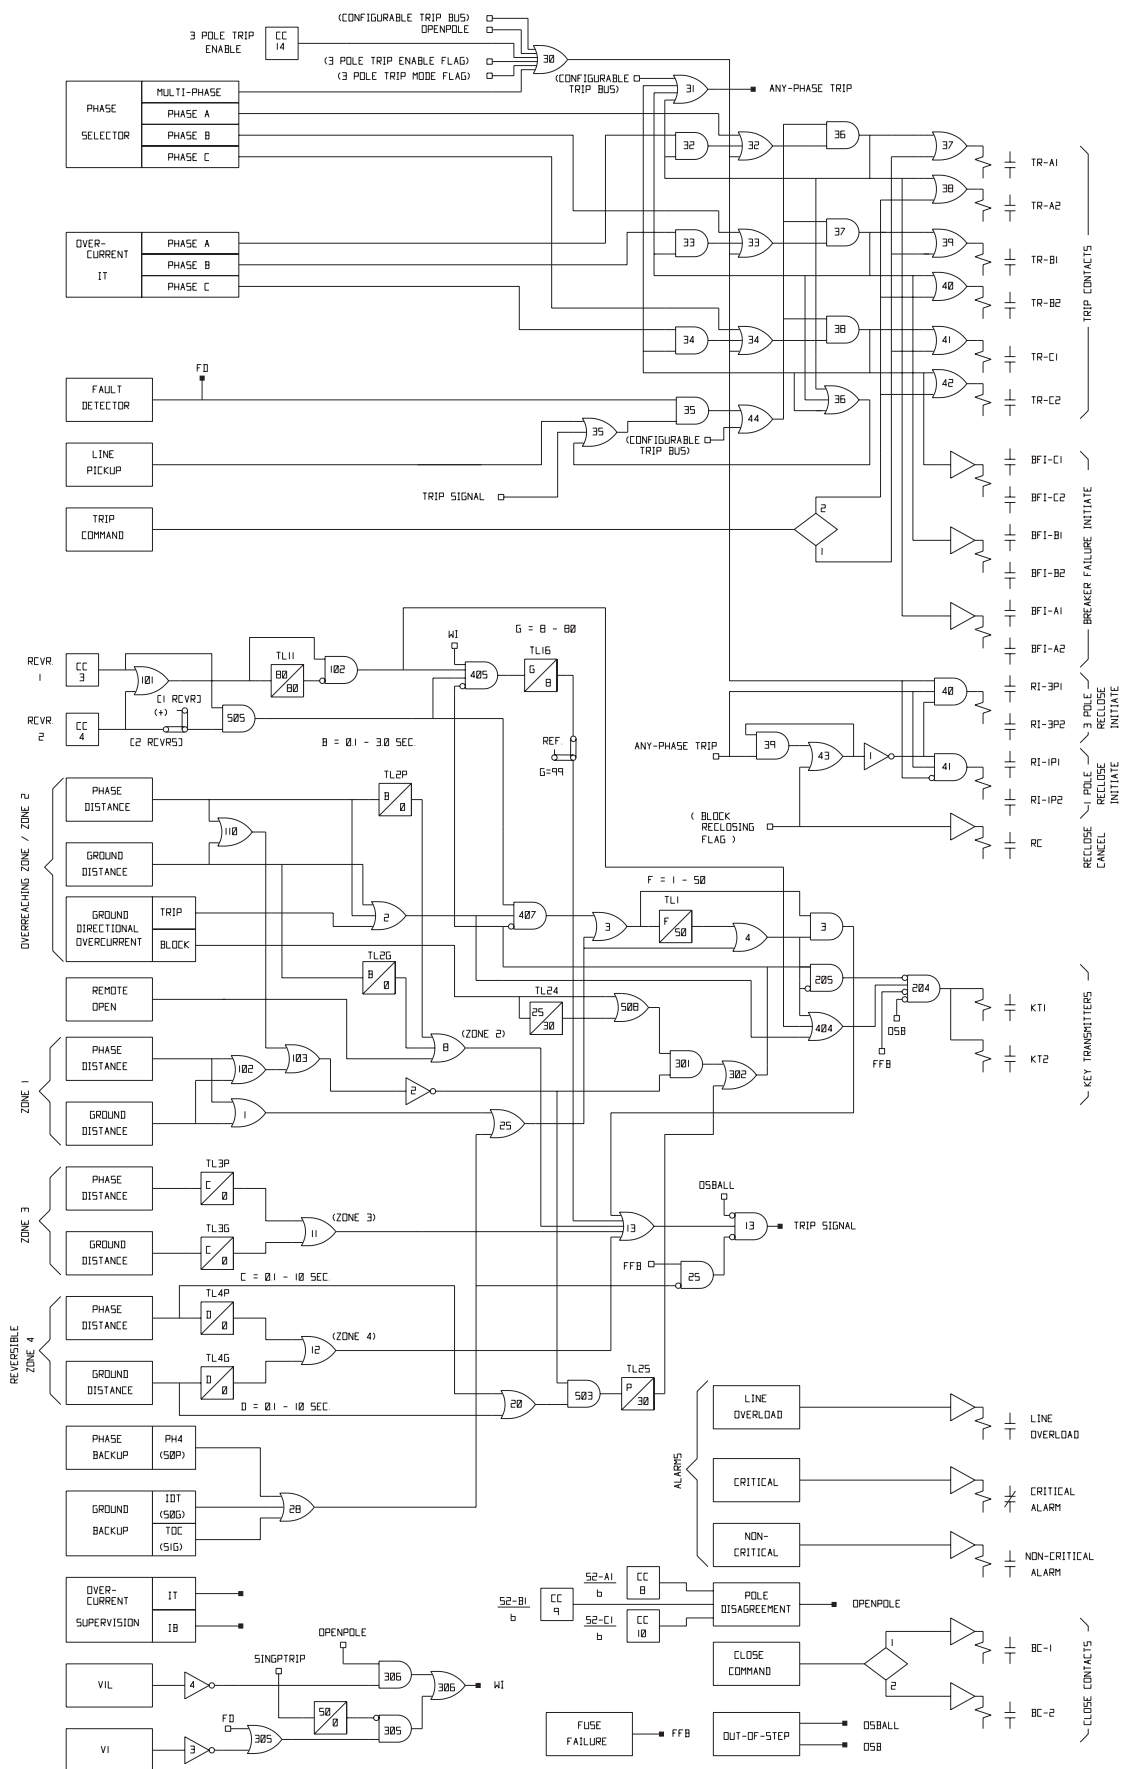 (CONFIGURABLE TRIP BUS)
OPENPOLE
3 POLE TRIP
ENABLE
CC
14
30
(3 POLE TRIP ENABLE FLAG)
(3 POLE TRIP MODE FLAG)
(CONFIGURABLE
TRIP BUS)
31
ANY-PHASE TRIP
PHASE
SELECTOR
MULTI-PHASE
PHASE A
PHASE B
PHASE C
32
32
36
37
TR-A1
38
TR-A2
OVER-
CURRENT
IT
PHASE A
PHASE B
PHASE C
33
33
37
39
TR-B1
40
TR-B2
TRIP CONTACTS
34
34
38
41
TR-C1
42
TR-C2
FD
FAULT
DETECTOR
35
35
44
36
(CONFIGURABLE
TRIP BUS)
LINE
PICKUP
TRIP SIGNAL
TRIP
COMMAND
2
1
BFI-C1
BFI-C2
BFI-B1
BFI-B2
BFI-A1
BFI-A2
BREAKER FAILURE INITIATE
RCVR.
1
CC
3
101
TL11
80
80
102
WI
405
G = 8 - 80
TL16
G
8
[1 RCVR]
(+)
RCVR.
2
CC
4
[2 RCVRS]
505
B = 0.1 - 3.0 SEC.
REF.
G=99
ANY-PHASE TRIP
39
43
1
40
41
RI-3P1
RI-3P2
3 POLE
RECLOSE
INITIATE
RI-1P1
RI-1P2
1 POLE
RECLOSE
INITIATE
( BLOCK
RECLOSING
FLAG )
RC
RECLOSE
CANCEL
OVERREACHING ZONE / ZONE 2
PHASE
DISTANCE
TL2P
B
0
110
GROUND
DISTANCE
GROUND
DIRECTIONAL
OVERCURRENT
TRIP
BLOCK
2
407
3
F = 1 - 50
TL1
F
50
4
3
TL2G
B
0
REMOTE
OPEN
TL24
25
30
508
205
204
404
OSB
FFB
KT1
KT2
KEY TRANSMITTERS
8
(ZONE 2)
ZONE 1
PHASE
DISTANCE
102
103
2
301
302
GROUND
DISTANCE
1
25
ZONE 3
PHASE
DISTANCE
TL3P
C
0
11
(ZONE 3)
GROUND
DISTANCE
TL3G
C
0
C = 0.1 - 10 SEC.
13
OSBALL
13
TRIP SIGNAL
FFB
25
REVERSIBLE
ZONE 4
PHASE
DISTANCE
TL4P
D
0
12
(ZONE 4)
GROUND
DISTANCE
TL4G
D
0
D = 0.1 - 10 SEC.
20
503
TL25
P
30
PHASE
BACKUP
PH4
(50P)
GROUND
BACKUP
IDT
(50G)
TOC
(51G)
28
ALARMS
LINE
OVERLOAD
LINE
OVERLOAD
CRITICAL
CRITICAL
ALARM
NON-
CRITICAL
NON-CRITICAL
ALARM
OVER-
CURRENT
SUPERVISION
IT
IB
52-A1
b
CC
8
52-B1
b
CC
9
52-C1
b
CC
10
POLE
DISAGREEMENT
OPENPOLE
CLOSE
COMMAND
1
2
BC-1
BC-2
CLOSE CONTACTS
OPENPOLE
SINGPTRIP
V1L
4
306
306
WI
50
0
FD
305
305
V1
3
FUSE
FAILURE
FFB
OUT-OF-STEP
OSBALL
OSB